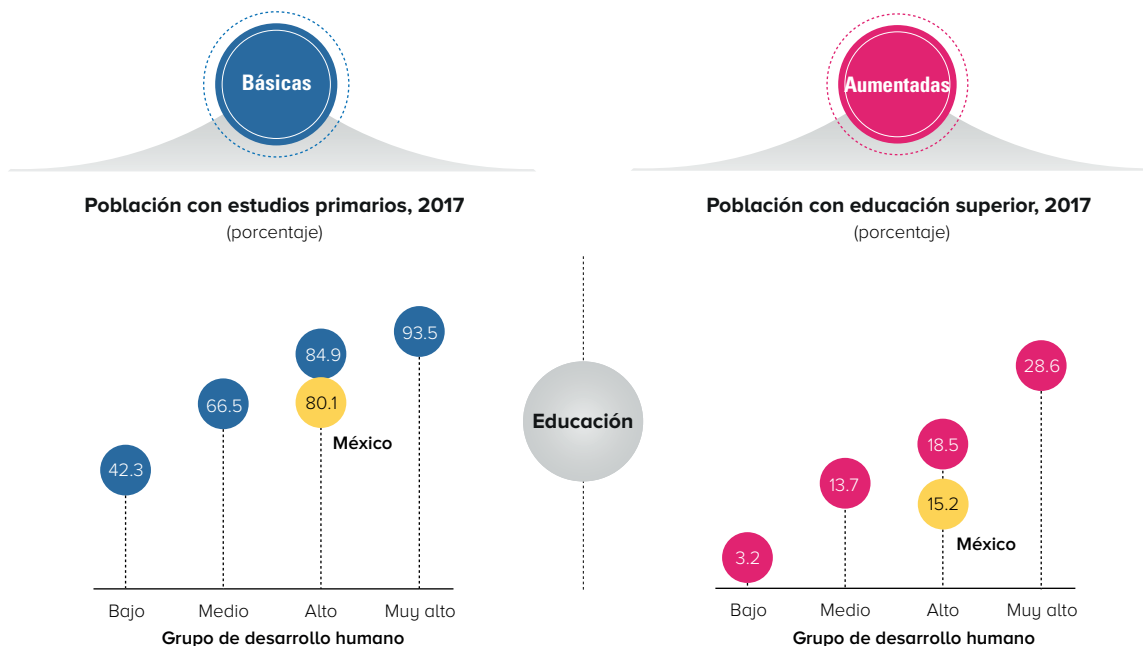 Básicas
Población con estudios primarios, 2017
(porcentaje)
93.5
84.9
66.5
80.1
México
42.3
Bajo Medio Alto Muy alto
Grupo de desarrollo humano
Educación
Aumentadas
Población con educación superior, 2017
(porcentaje)
28.6
18.5
13.7
15.2
México
3.2
Bajo Medio Alto Muy alto
Grupo de desarrollo humano